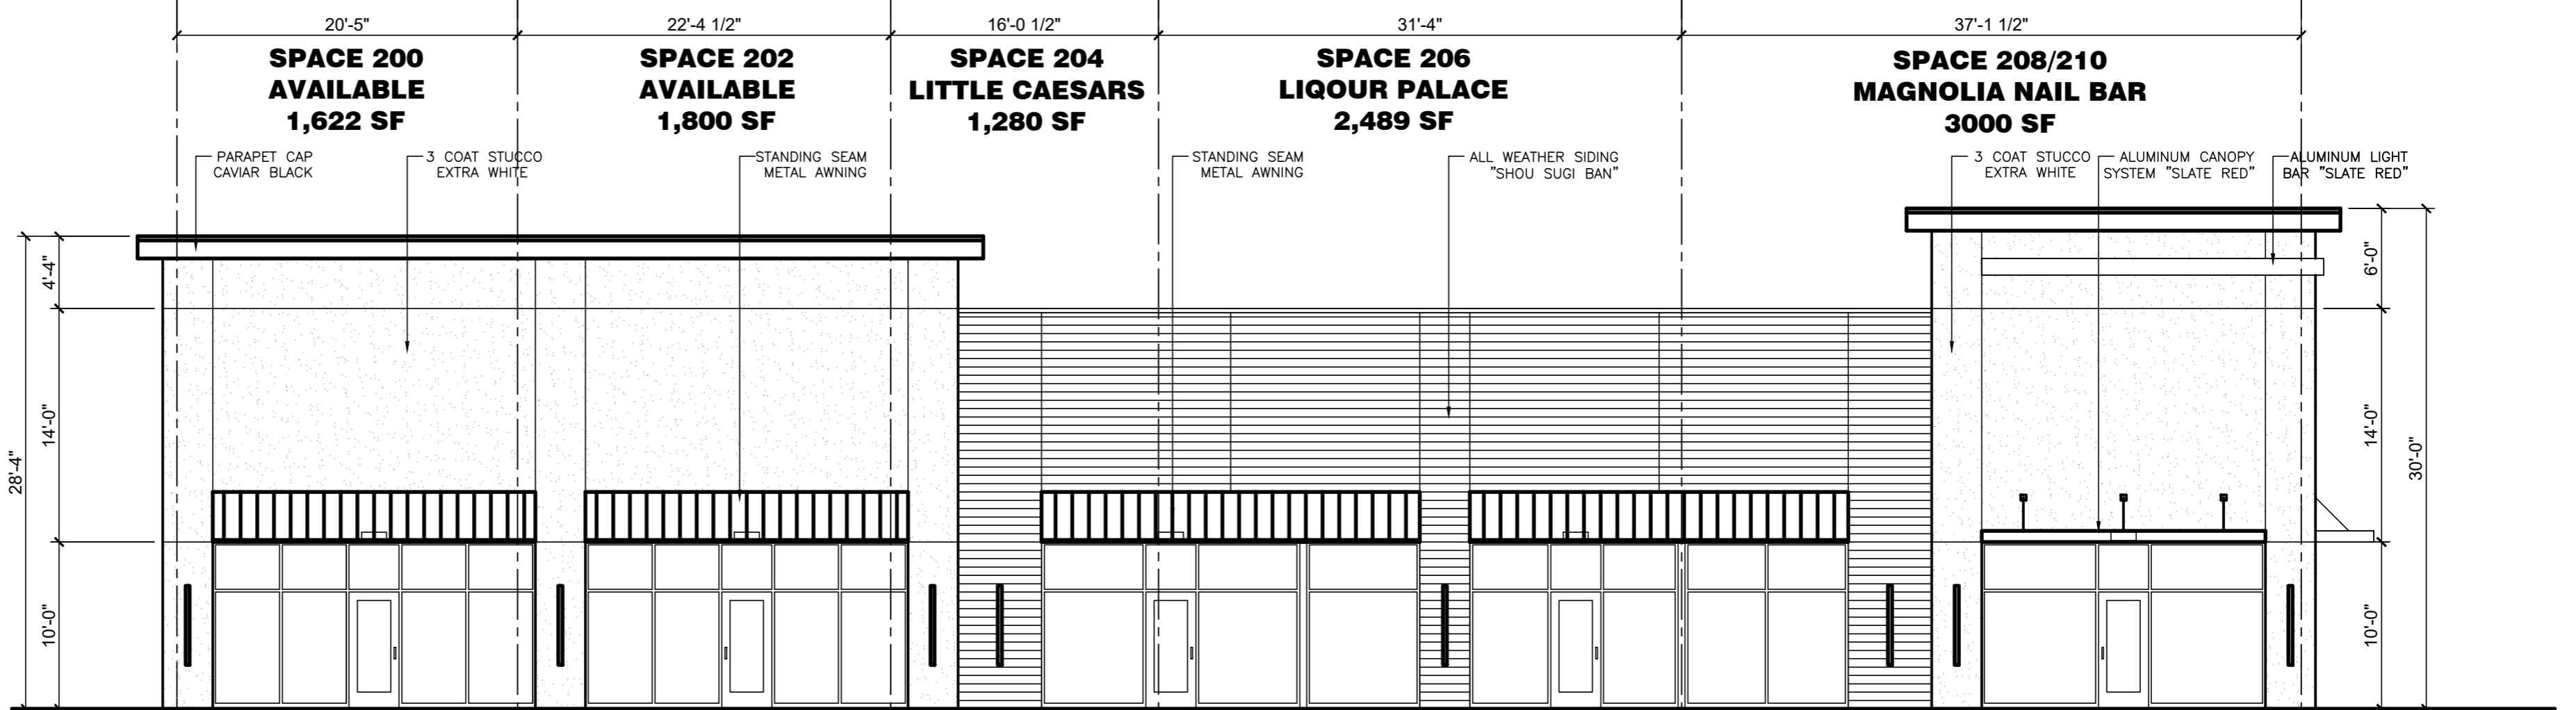 20'-5"
22'-4 1/2"
16'-0 1/2"
31'-4"
37'-1 1/2"
SPACE 200
AVAILABLE
1,622 SF
SPACE 202
AVAILABLE
1,800 SF
SPACE 204
LITTLE CAESARS
1,280 SF
SPACE 206
LIQOUR PALACE
2,489 SF
SPACE 208/210
MAGNOLIA NAIL BAR
3000 SF
PARAPET CAP
CAVIAR BLACK
3 COAT STUCCO
EXTRA WHITE
STANDING SEAM
METAL AWNING
STANDING SEAM
METAL AWNING
ALL WEATHER SIDING
"SHOU SUGI BAN"
3 COAT STUCCO
EXTRA WHITE
ALUMINUM CANOPY
SYSTEM "SLATE RED"
ALUMINUM LIGHT
BAR "SLATE RED"
28'-4"
4'-4"
14'-0"
10'-0"
6'-0"
14'-0"
10'-0"
30'-0"